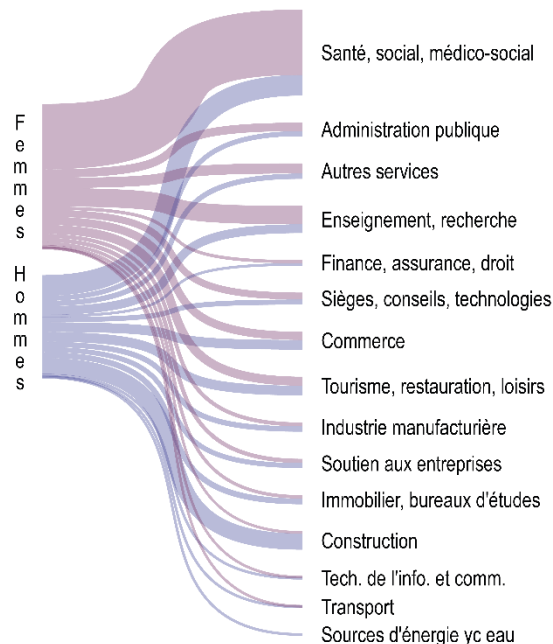 Femmes
Hommes
Santé, social, médico-social
Administration publique
Autres services
Enseignement, recherche
Finance, assurance, droit
Sièges, conseils, technologies
Commerce
Tourisme, restauration, loisirs
Industrie manufacturière
Soutien aux entreprises
Immobilier, bureaux d'études
Construction
Tech. de l'info. et comm.
Transport
Sources d'énergie yc eau